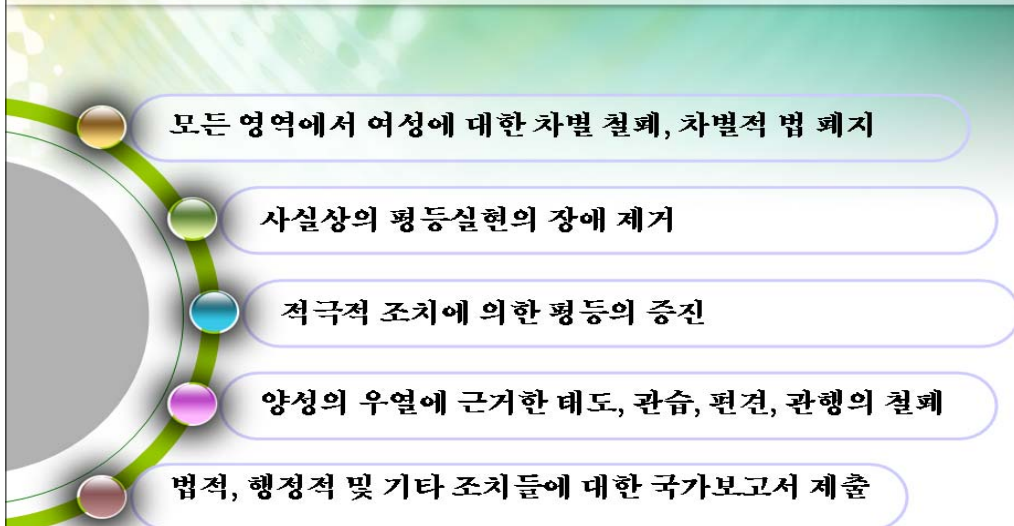 모든 영역에서 여성에 대한 차별 철폐, 차별적 법 폐지
사실상의 평등실현의 장애 제거
적극적 조치에 의한 평등의 증진
양성의 우열에 근거한 태도, 관습, 편견, 관행의 철폐
법적, 행정적 및 기타 조치들에 대한 국가보고서 제출